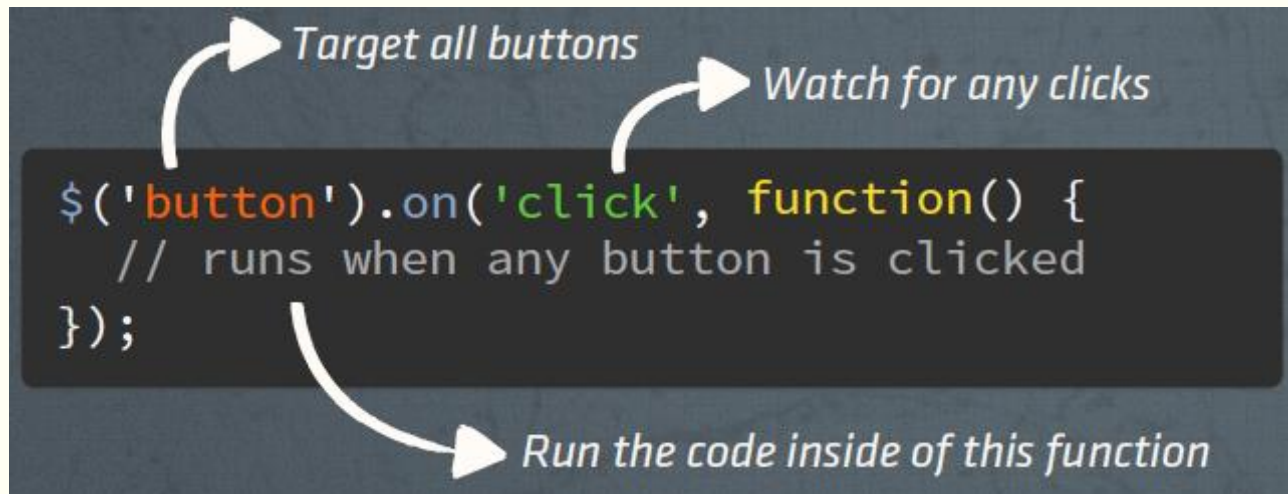 Target all buttons
Watch for any clicks
$('button').on('click', function() {
// runs when any button is clicked
});
Run the code inside of this function